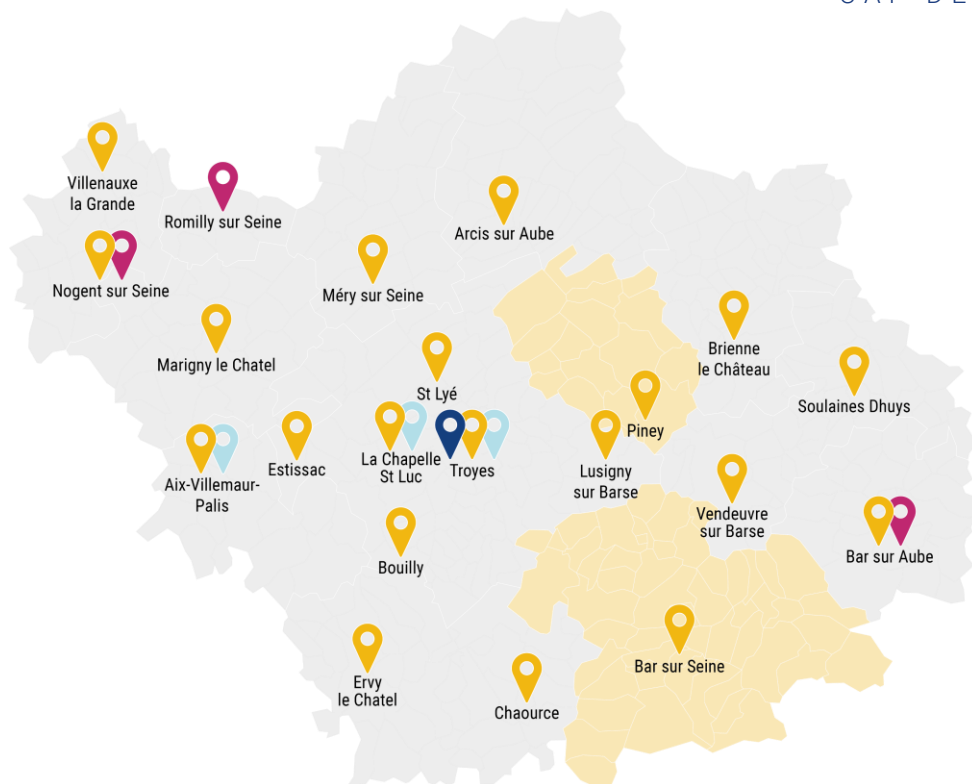 CAF DE
Villenauxe
la Grande
Romilly sur Seine
Arcis sur Aube
Nogent sur Seine
Méry sur Seine
Marigny le Chatel
Brienne
le Château
St Lyé
Soulaines Dhuys
Piney
Estissac
La Chapelle
St Luc
Troyes
Lusigny
sur Barse
Aix-Villemaur-
Palis
Vendeuvre
sur Barse
Bar sur Aube
Bouilly
Bar sur Seine
Ervy
le Chatel
Chaource